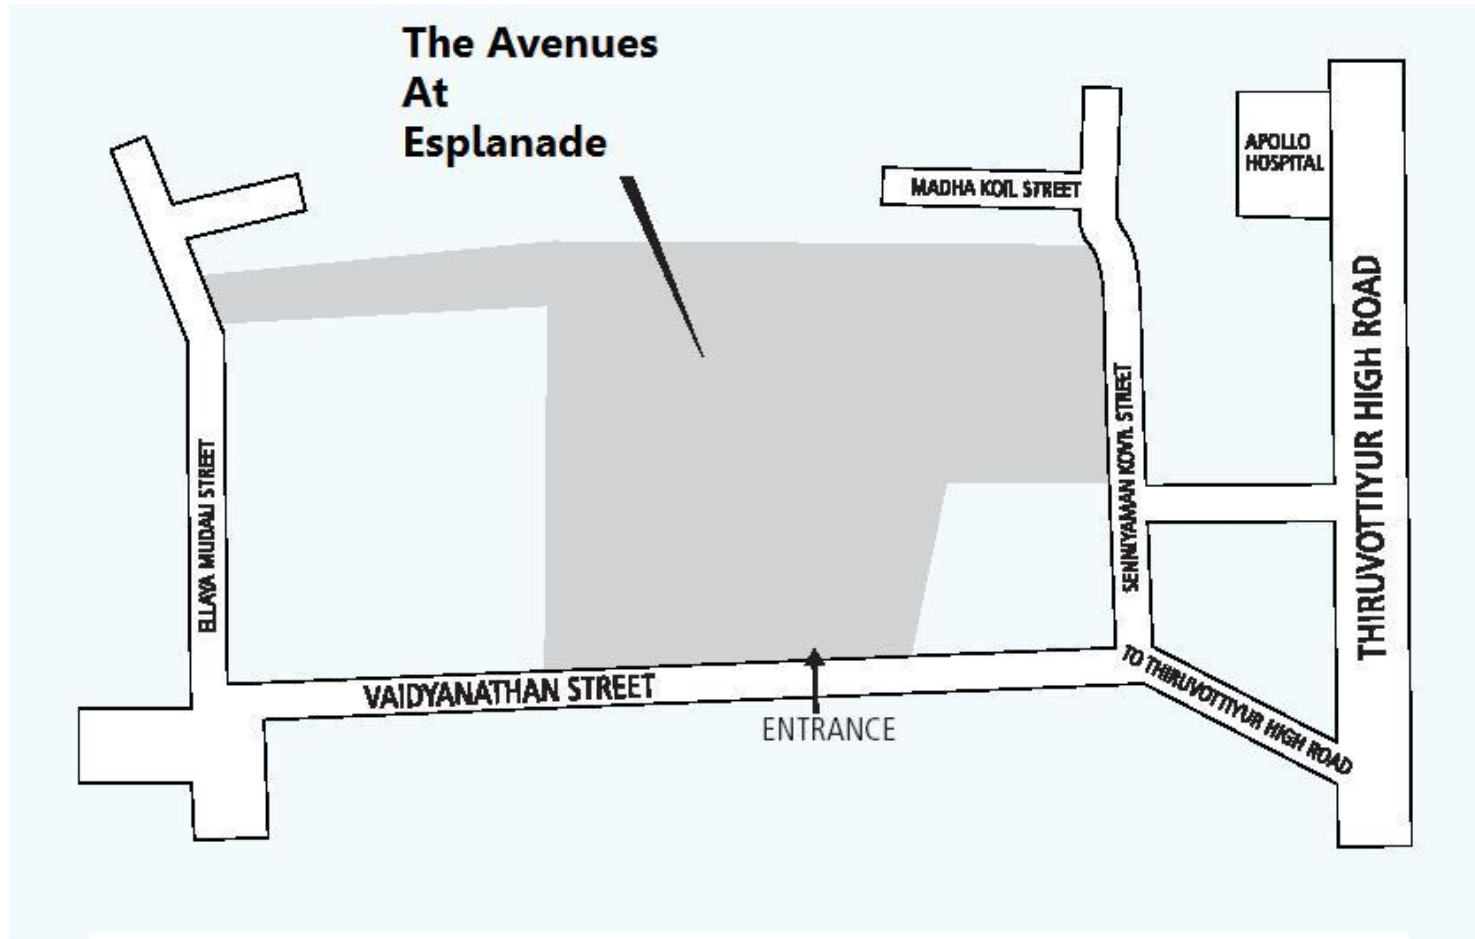 The Avenues
At
Esplanade
MADHA KOIL STREET
APOLLO
HOSPITAL
THIRUVOTTIYUR HIGH ROAD
SENNIYAMAN KOVIL STREET
ELLAYA MUDALI STREET
TO THIRUVOTTIYUR HIGH ROAD
VAIDYANATHAN STREET
ENTRANCE